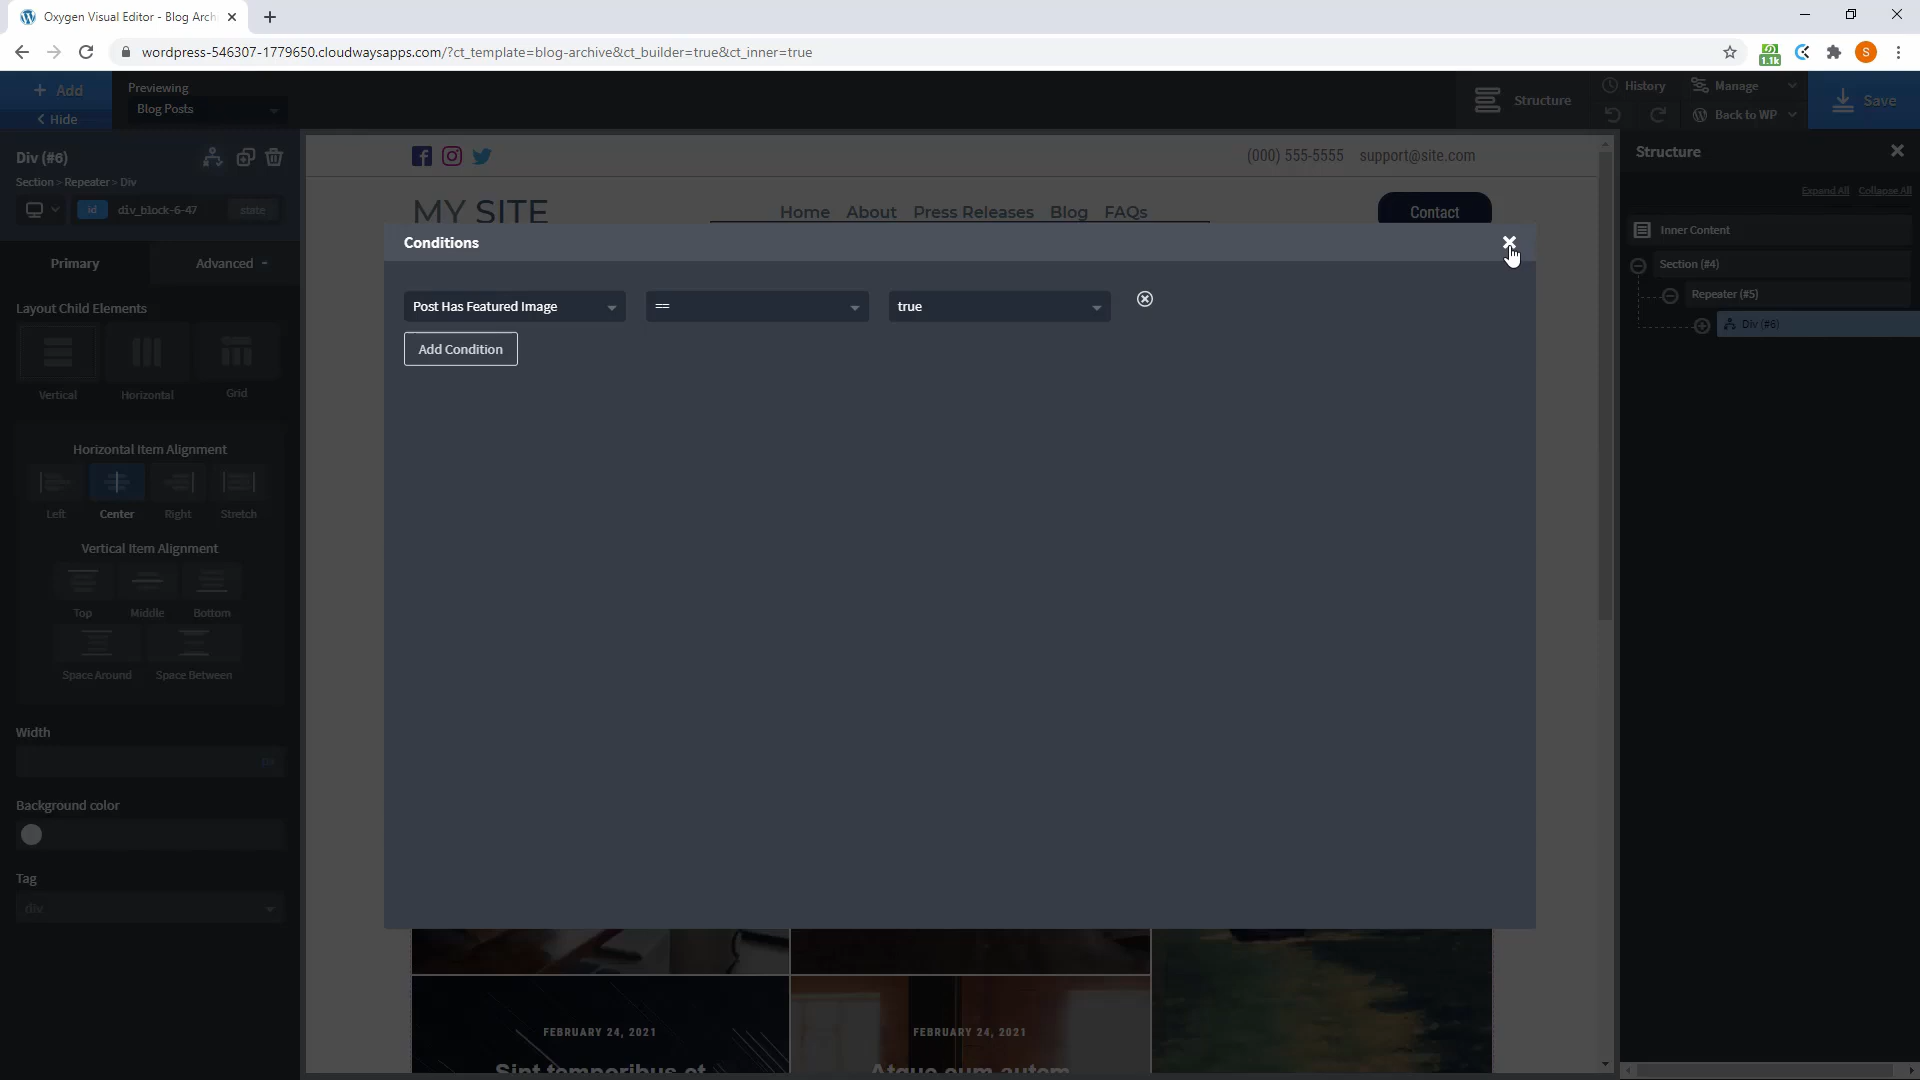 Oxygen Visual Editor - Blog Arch
wordpress-546307-1779650.cloudwaysapps.com/?ct_template=blog-archive&ct_builder=true&ct_inner=true
1.1k
S
+ Add
< Hide
Previewing
Blog Posts
Structure
History
Manage
Back to WP
Save
Div (#6)
Section > Repeater > Div
id
div_block-6-47
state
Primary
Advanced
Layout Child Elements
Vertical
Horizontal
Grid
Horizontal Item Alignment
Left
Center
Right
Stretch
Vertical Item Alignment
Top
Middle
Bottom
Space Around
Space Between
Width
px
Background color
Tag
div
(000) 555-5555
support@site.com
MY SITE
Home
About
Press Releases
Blog
FAQs
Contact
Conditions
Post Has Featured Image
==
true
Add Condition
FEBRUARY 24, 2021
Sint temporibus et
FEBRUARY 24, 2021
Atque eum autem
Structure
Expand All
Collapse All
Inner Content
Section (#4)
Repeater (#5)
Div (#6)